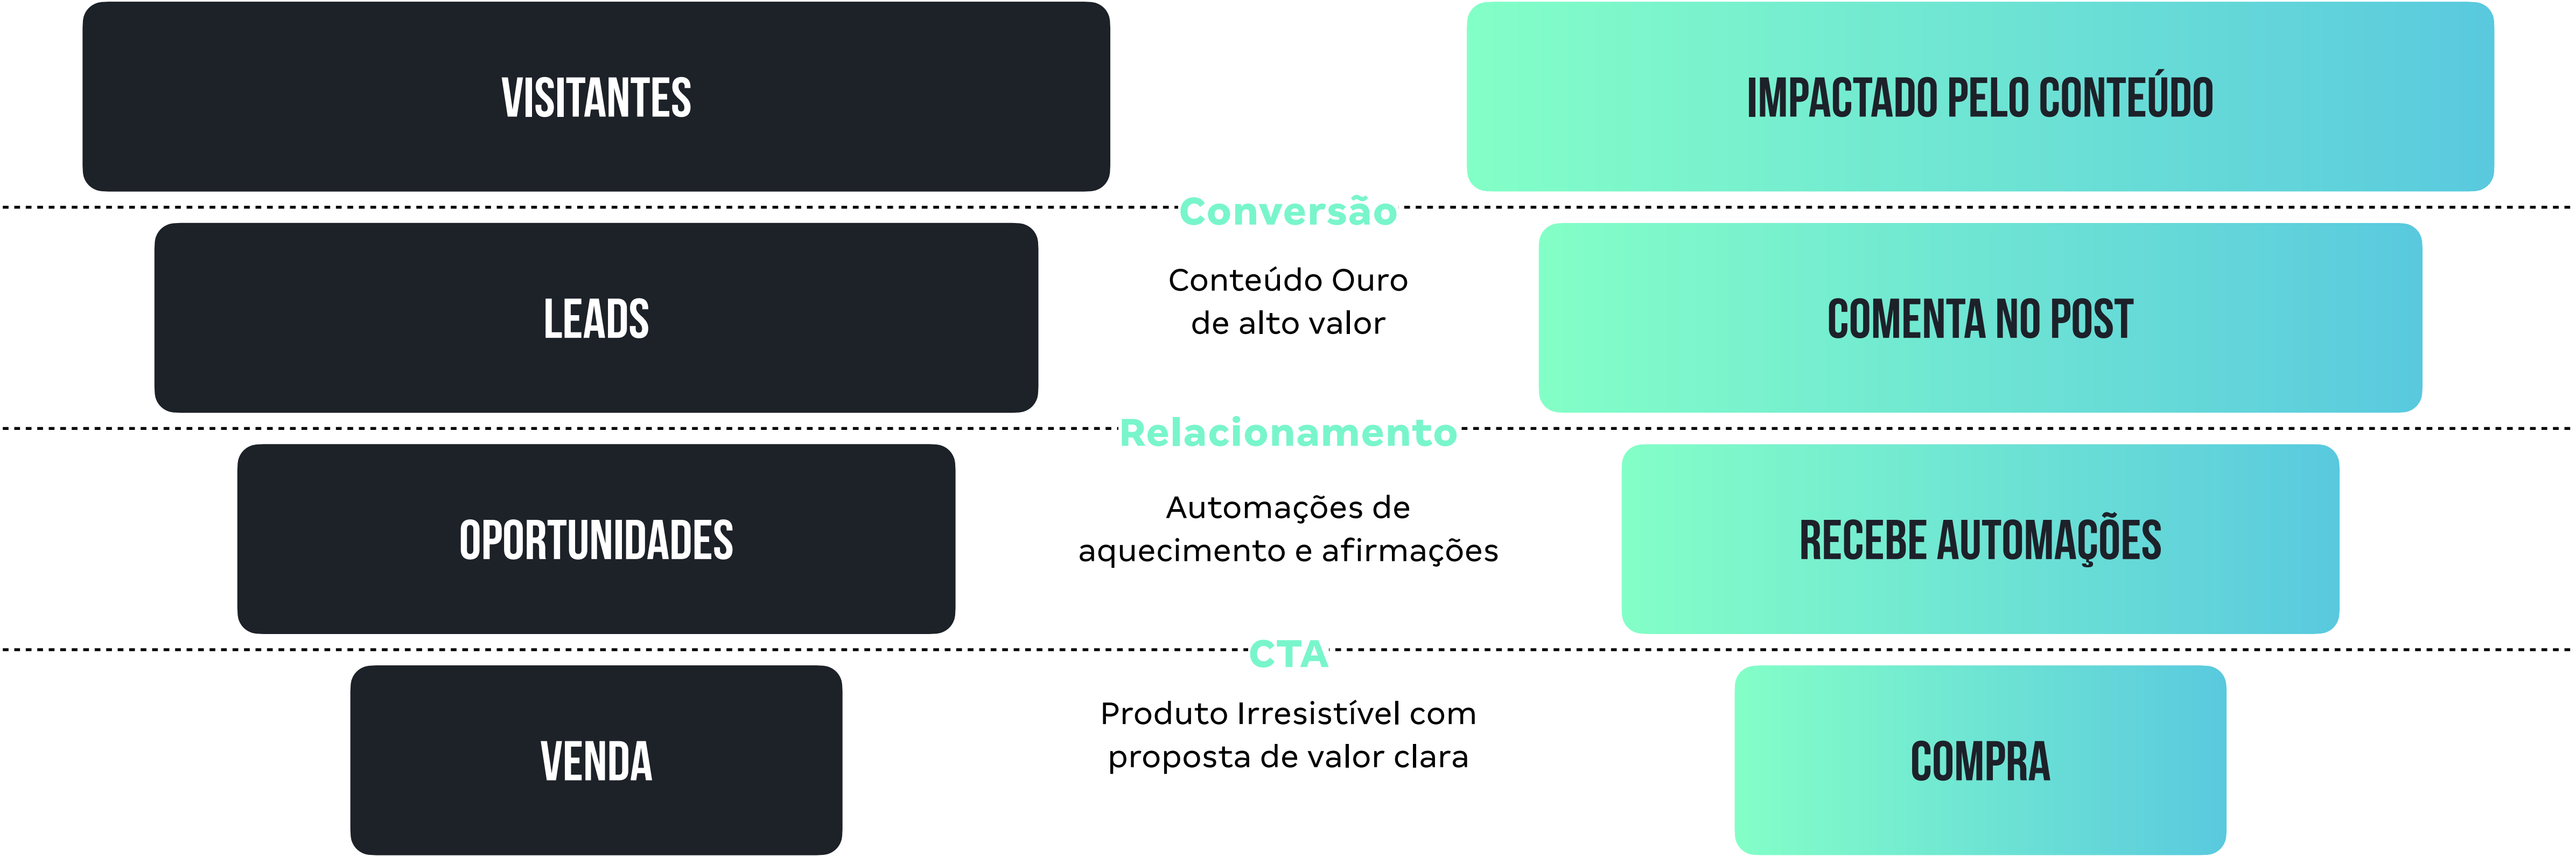 VISITANTES
IMPACTADO PELO CONTEÚDO
Conversão
LEADS
Conteúdo Ouro
de alto valor
COMENTA NO POST
Relacionamento
OPORTUNIDADES
Automações de
aquecimento e afirmações
RECEBE AUTOMAÇÕES
CTA
VENDA
Produto Irresistível com
proposta de valor clara
COMPRA